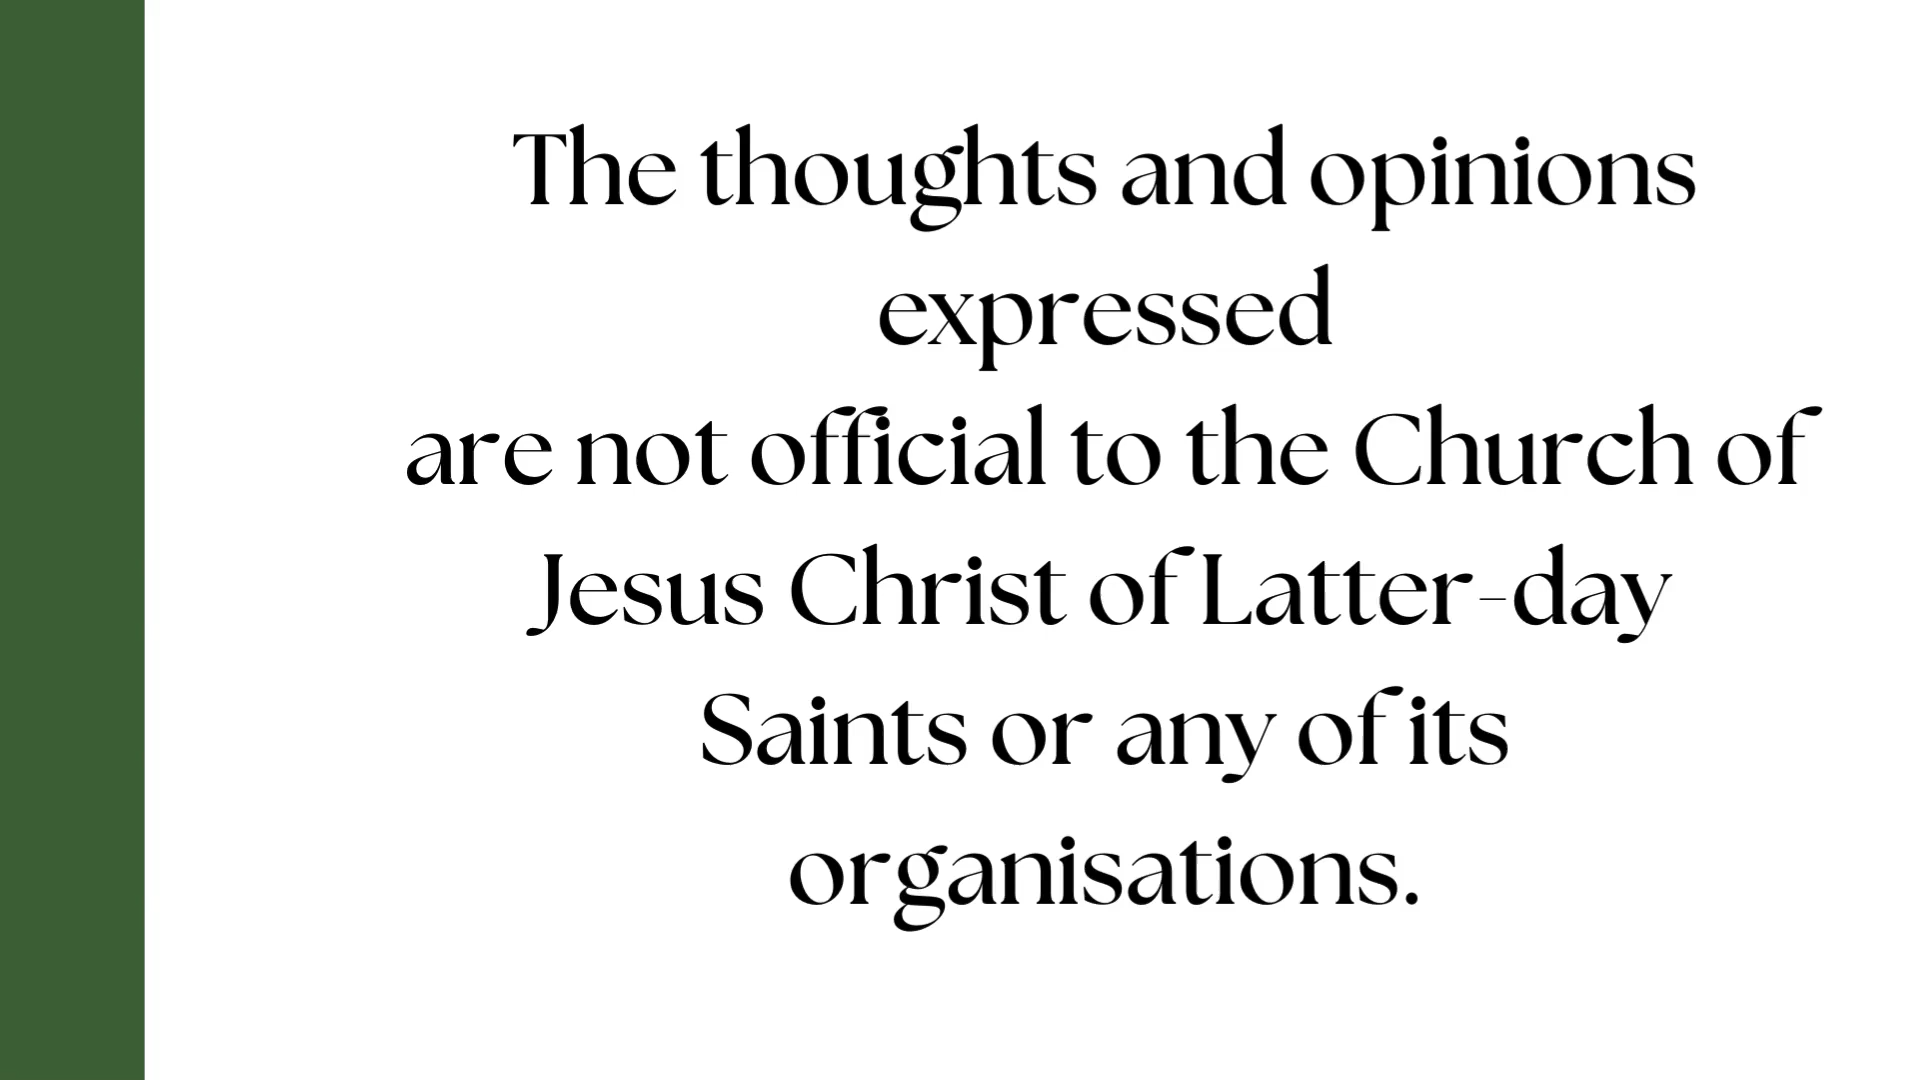 The thoughts and opinions
expressed
are not official to the Church of
Jesus Christ of Latter-day
Saints or any of its
organisations.